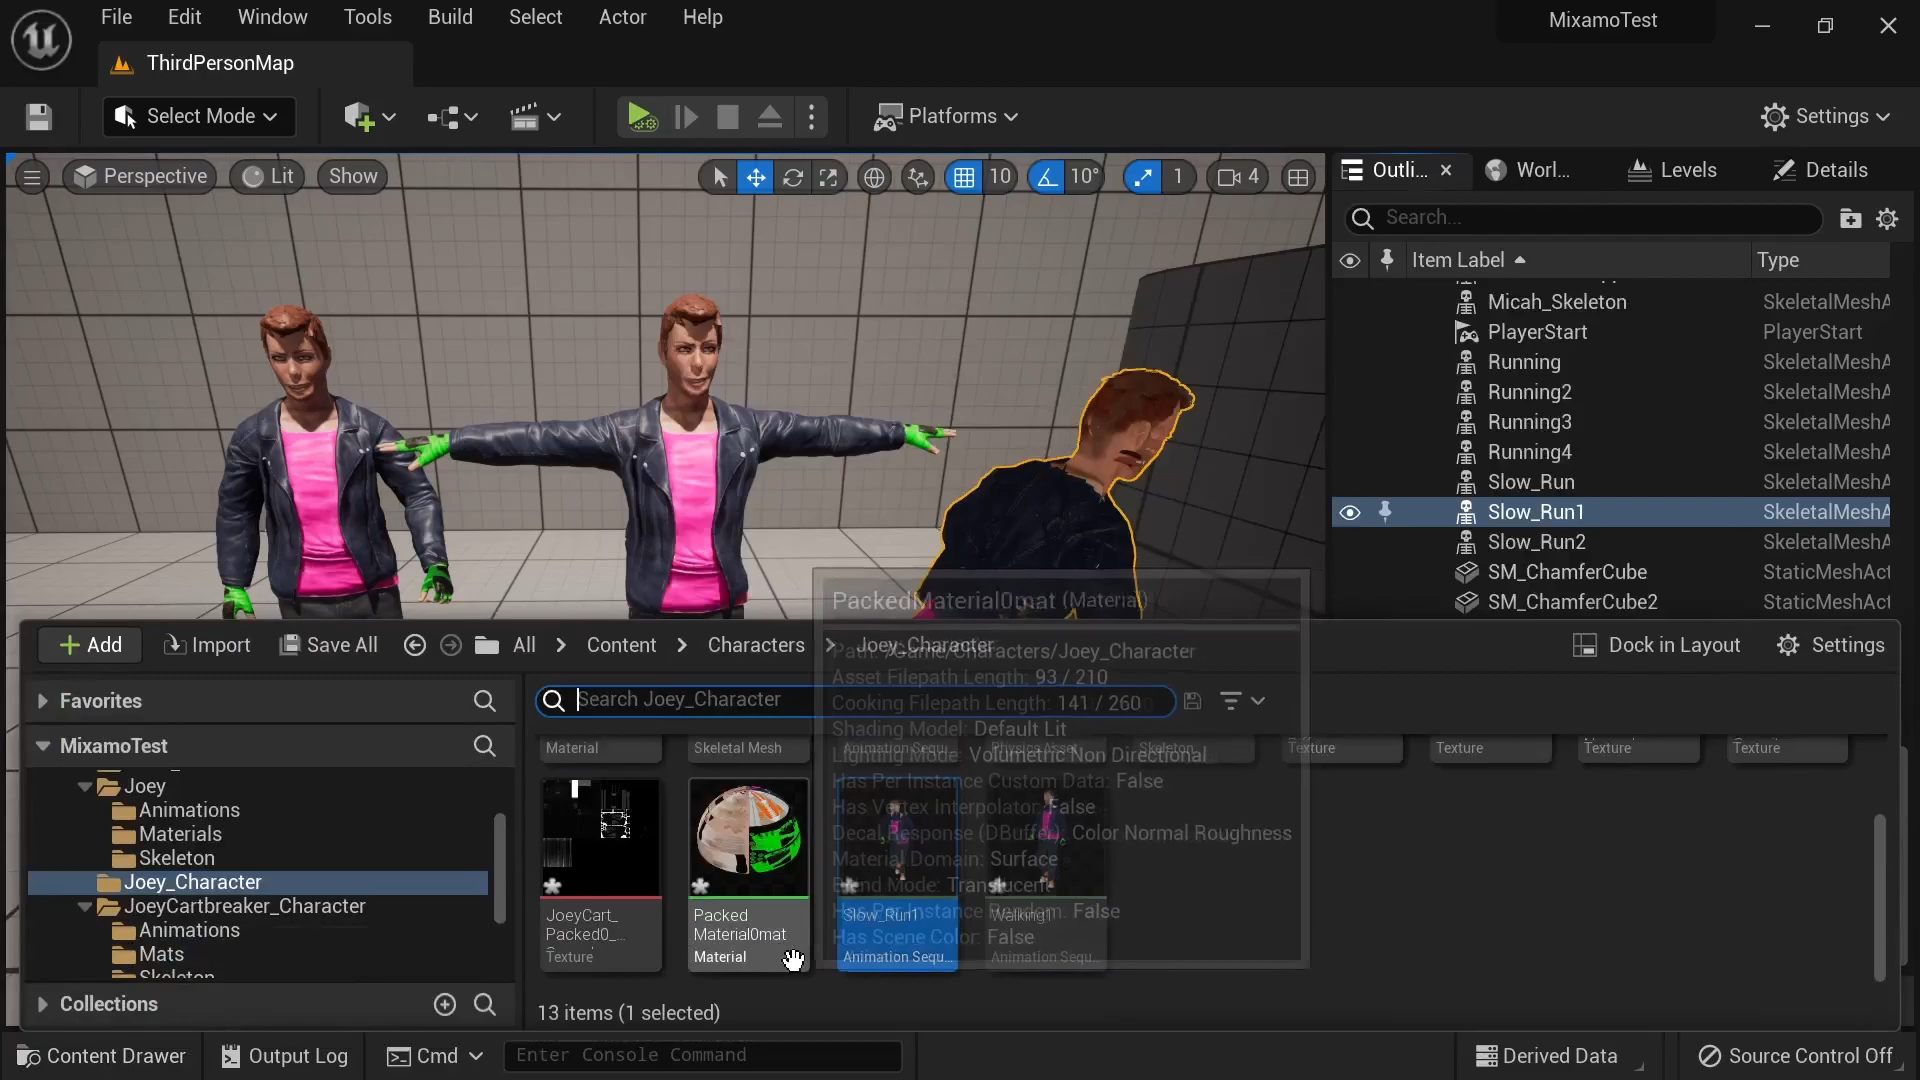 File Edit Window Tools Build Select Actor Help
MixamoTest
ThirdPersonMap
Select Mode
Platforms
Settings
Perspective
Lit
Show
10
10°
1
4
Outli...
Worl...
Levels
Details
Search...
Item Label
Type
Micah_Skeleton SkeletalMeshA
PlayerStart PlayerStart
Running SkeletalMeshA
Running2 SkeletalMeshA
Running3 SkeletalMeshA
Running4 SkeletalMeshA
Slow_Run SkeletalMeshA
Slow_Run1 SkeletalMeshA
Slow_Run2 SkeletalMeshA
SM_ChamferCube StaticMeshAct
SM_ChamferCube2 StaticMeshAct
PackedMaterial0mat (Material)
Path: /Game/Characters/Joey_Character
Asset Filepath Length: 93 / 210
Cooking Filepath Length: 141 / 260
Shading Model: Default Lit
Lighting Mode: Volumetric Non Directional
Has Per Instance Custom Data: False
Has Vertex Interpolator: False
Decal Response (DBuffer): Color Normal Roughness
Material Domain: Surface
Blend Mode: Translucent
Has Per Instance Random: False
Has Scene Color: False
Add
Import
Save All
All
Content
Characters
Joey_Character
Dock in Layout
Settings
Favorites
MixamoTest
Joey
Animations
Materials
Skeleton
Joey_Character
JoeyCartbreaker_Character
Animations
Mats
Skeleton
Collections
Search Joey_Character
Material
Skeletal Mesh
Animation Sequ...
Physics Asset
Skeleton
Texture
Texture
Texture
JoeyCart_
Packed0_...
Texture
Packed
Material0mat
Material
Slow_Run1
Animation Sequ...
Walking1
Animation Sequ...
13 items (1 selected)
Content Drawer
Output Log
Cmd
Enter Console Command
Derived Data
Source Control Off